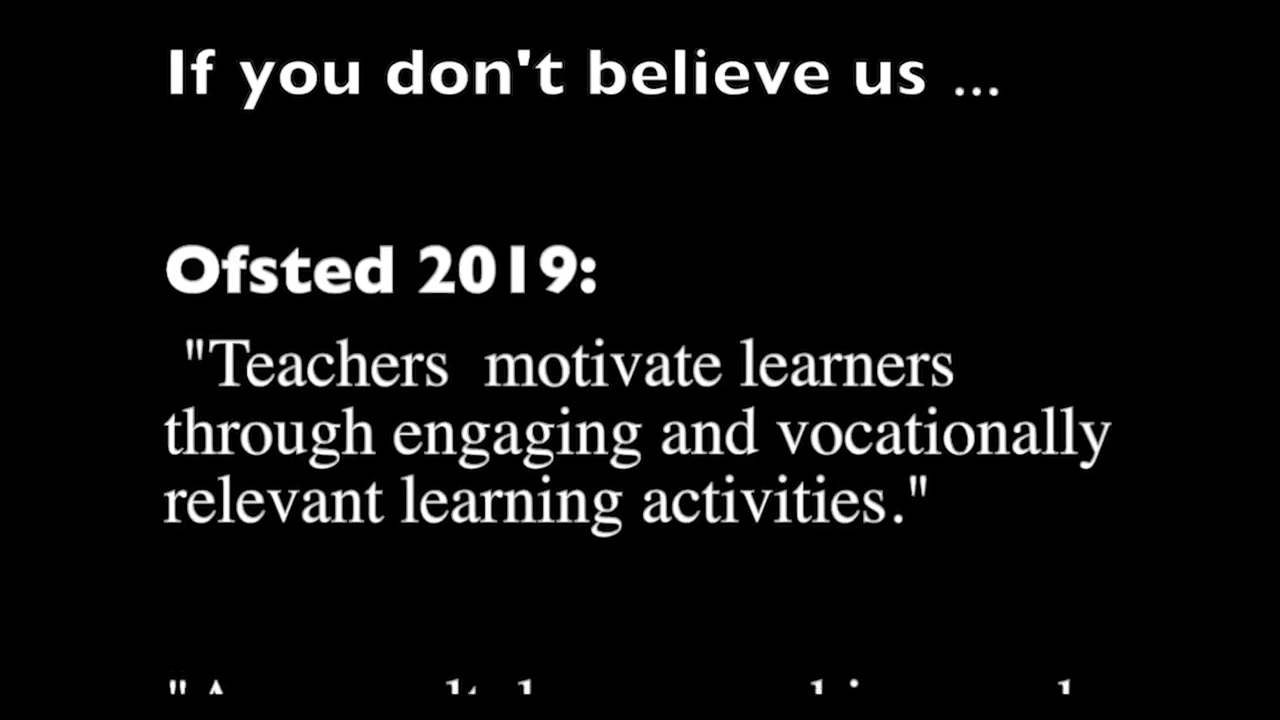 If you don't believe us ...
Ofsted 2019:
"Teachers motivate learners
through engaging and vocationally
relevant learning activities."